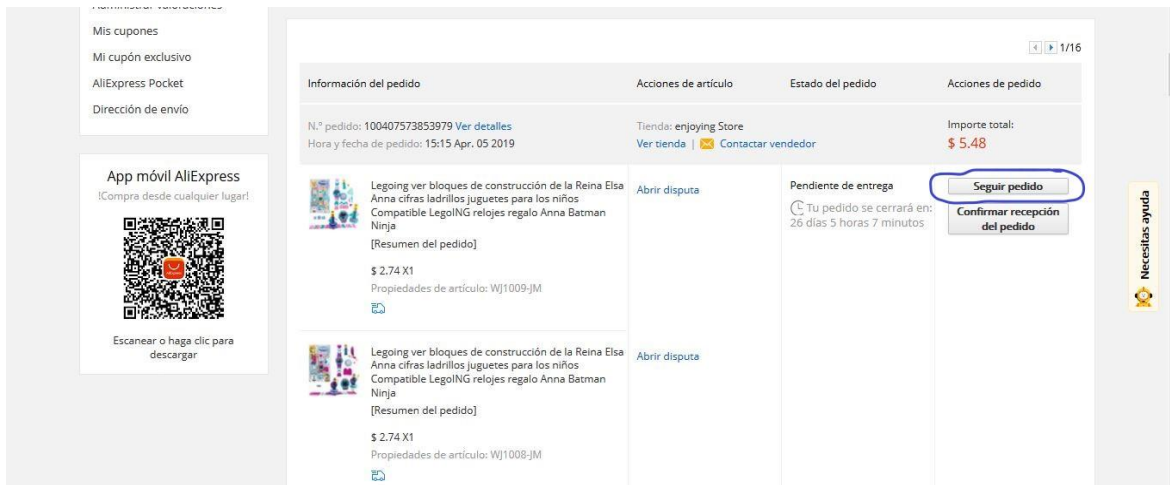 Administrar valoraciones
Mis cupones
Mi cupón exclusivo
AliExpress Pocket
Dirección de envío
App móvil AliExpress
!Compra desde cualquier lugar!
Escanear o haga clic para
descargar
1/16
Información del pedido
Acciones de artículo
Estado del pedido
Acciones de pedido
N.º pedido: 100407573853979 Ver detalles
Hora y fecha de pedido: 15:15 Apr. 05 2019
Tienda: enjoying Store
Ver tienda | Contactar vendedor
Importe total:
$ 5.48
Legoing ver bloques de construcción de la Reina Elsa
Anna cifras ladrillos juguetes para los niños
Compatible LegoING relojes regalo Anna Batman
Ninja
[Resumen del pedido]
$ 2.74 X1
Propiedades de artículo: WJ1009-JM
Abrir disputa
Pendiente de entrega
Tu pedido se cerrará en:
26 días 5 horas 7 minutos
Seguir pedido
Confirmar recepción
del pedido
Legoing ver bloques de construcción de la Reina Elsa
Anna cifras ladrillos juguetes para los niños
Compatible LegoING relojes regalo Anna Batman
Ninja
[Resumen del pedido]
$ 2.74 X1
Propiedades de artículo: WJ1008-JM
Abrir disputa
Necesitas ayuda